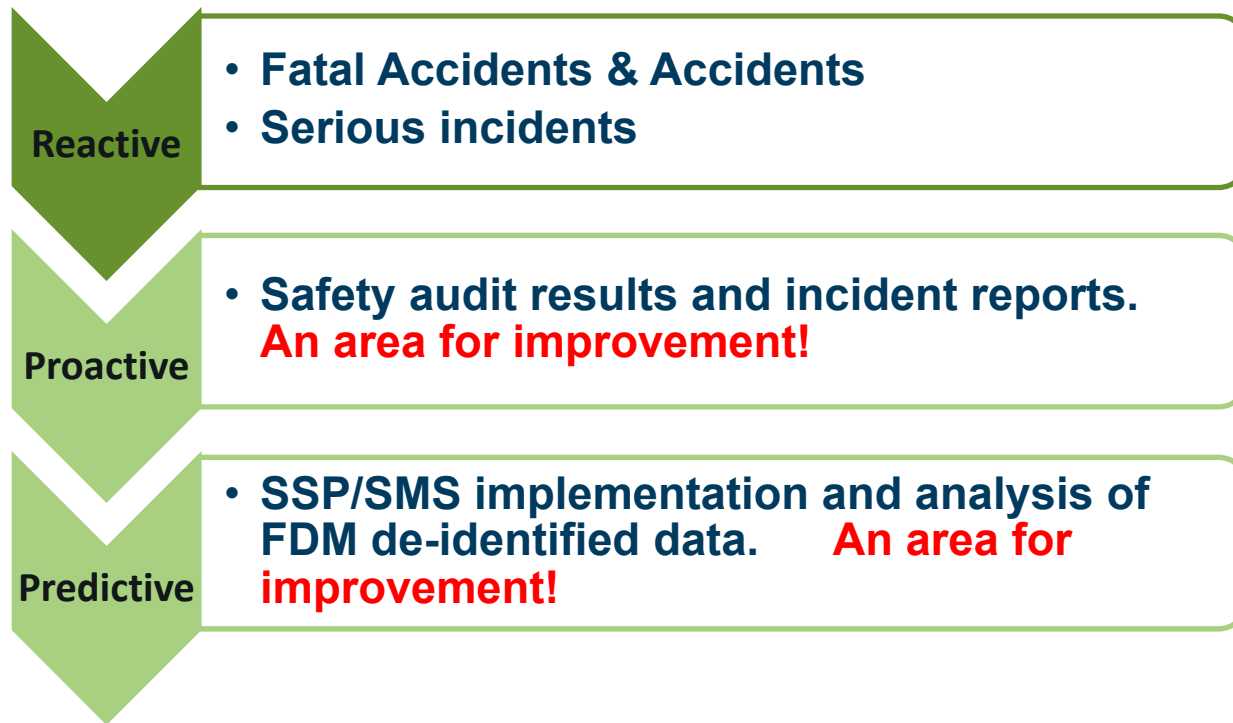 Reactive
• Fatal Accidents & Accidents
• Serious incidents
Proactive
• Safety audit results and incident reports.
An area for improvement!
Predictive
• SSP/SMS implementation and analysis of
FDM de-identified data. An area for
improvement!